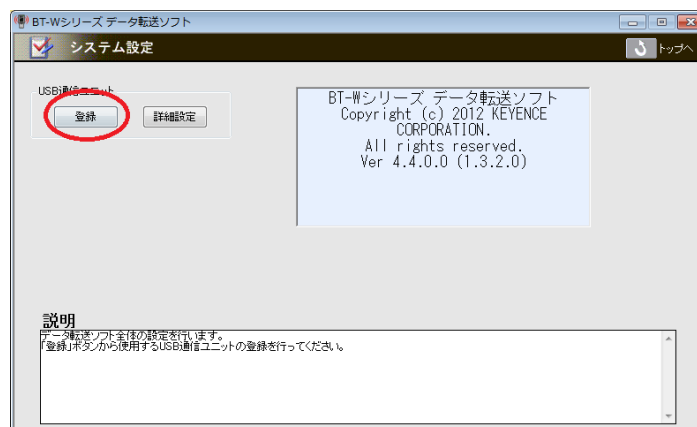 BT-Wシリーズ データ転送ソフト
システム設定
トップへ
USB通信ユニット
登録
詳細設定
BT-Wシリーズ データ転送ソフト
Copyright (c) 2012 KEYENCE
CORPORATION.
All rights reserved.
Ver 4.4.0.0 (1.3.2.0)
説明
データ転送ソフト全体の設定を行います。
「登録」ボタンから使用するUSB通信ユニットの登録を行ってください。